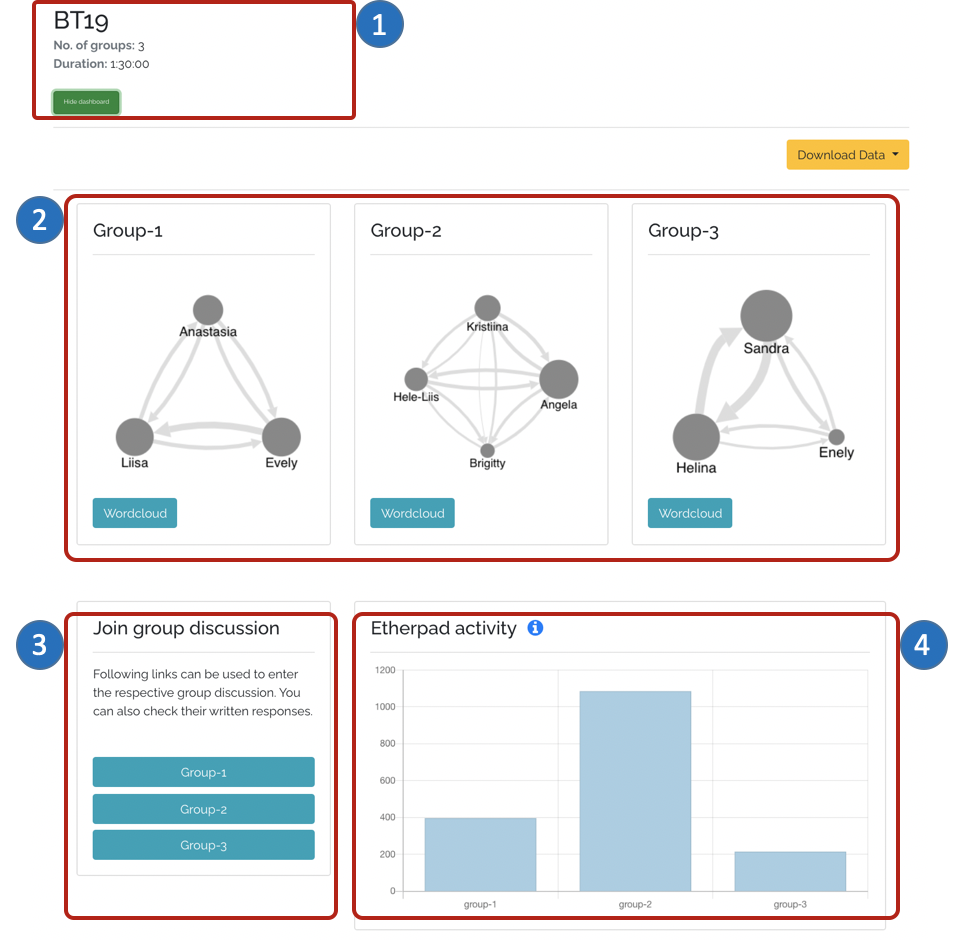 BT19
1
No. of groups: 3
Duration: 1:30:00
Hide dashboard
Download Data
2
Group-1
Anastasia
Liisa
Evely
Wordcloud
Group-2
Kristiina
Hele-Liis
Angela
Brigitty
Wordcloud
Group-3
Sandra
Helina
Enely
Wordcloud
3
Join group discussion
Following links can be used to enter
the respective group discussion. You
can also check their written responses.
Group-1
Group-2
Group-3
Etherpad activity i
4
1200
1000
800
600
400
200
0
group-1
group-2
group-3